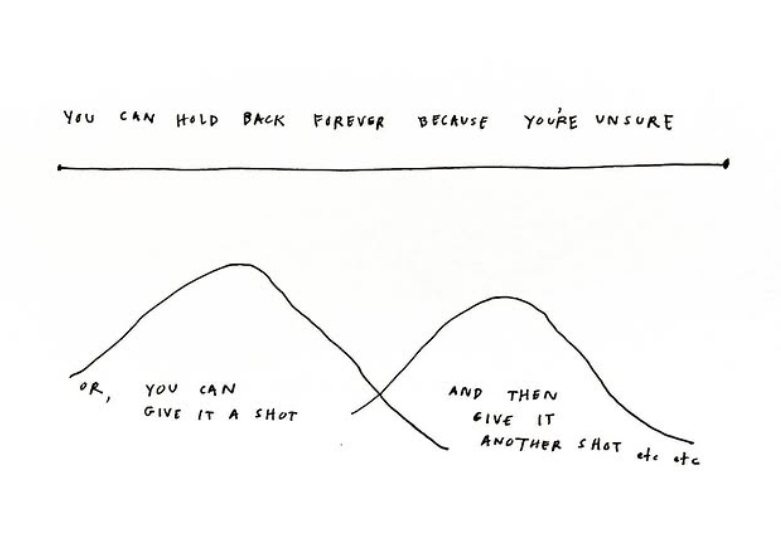 YOU CAN HOLD BACK FOREVER BECAUSE YOU'RE UNSURE
OR, YOU CAN
GIVE IT A SHOT
AND THEN
GIVE IT
ANOTHER SHOT etc etc